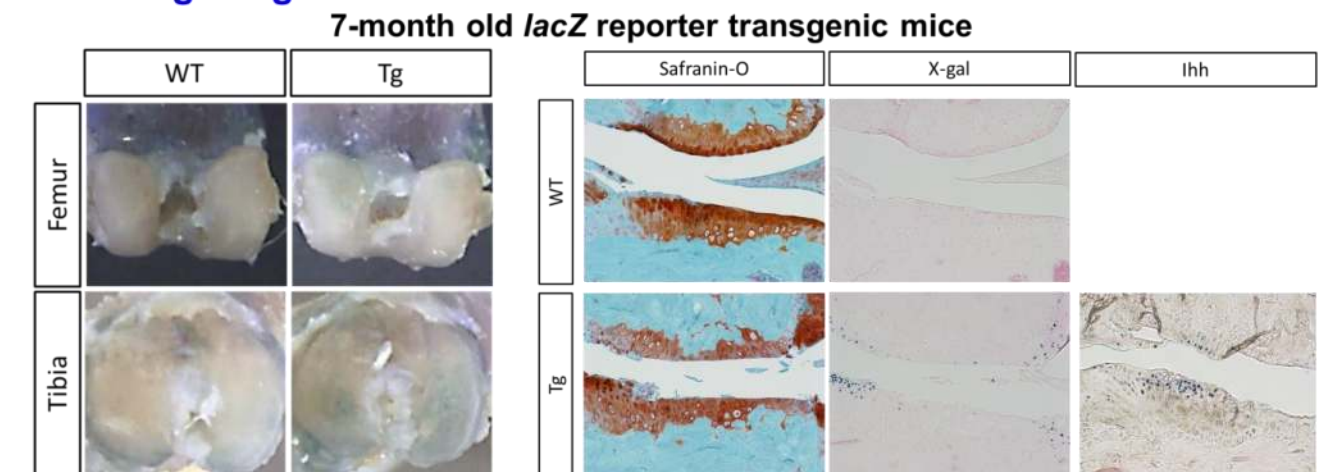 7-month old lacZ reporter transgenic mice
WT
Tg
Safranin-O
X-gal
Ihh
Femur
WT
Tibia
Tg